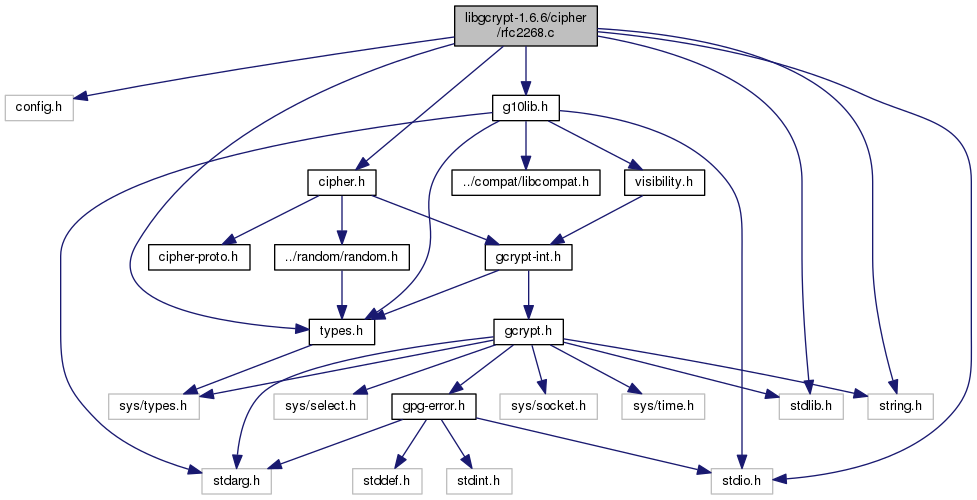 libgcrypt-1.6.6/cipher
/rfc2268.c
config.h
g10lib.h
cipher.h
../compat/libcompat.h
visibility.h
cipher-proto.h
../random/random.h
gcrypt-int.h
types.h
gcrypt.h
sys/types.h
sys/select.h
gpg-error.h
sys/socket.h
sys/time.h
stdlib.h
string.h
stdarg.h
stddef.h
stdint.h
stdio.h